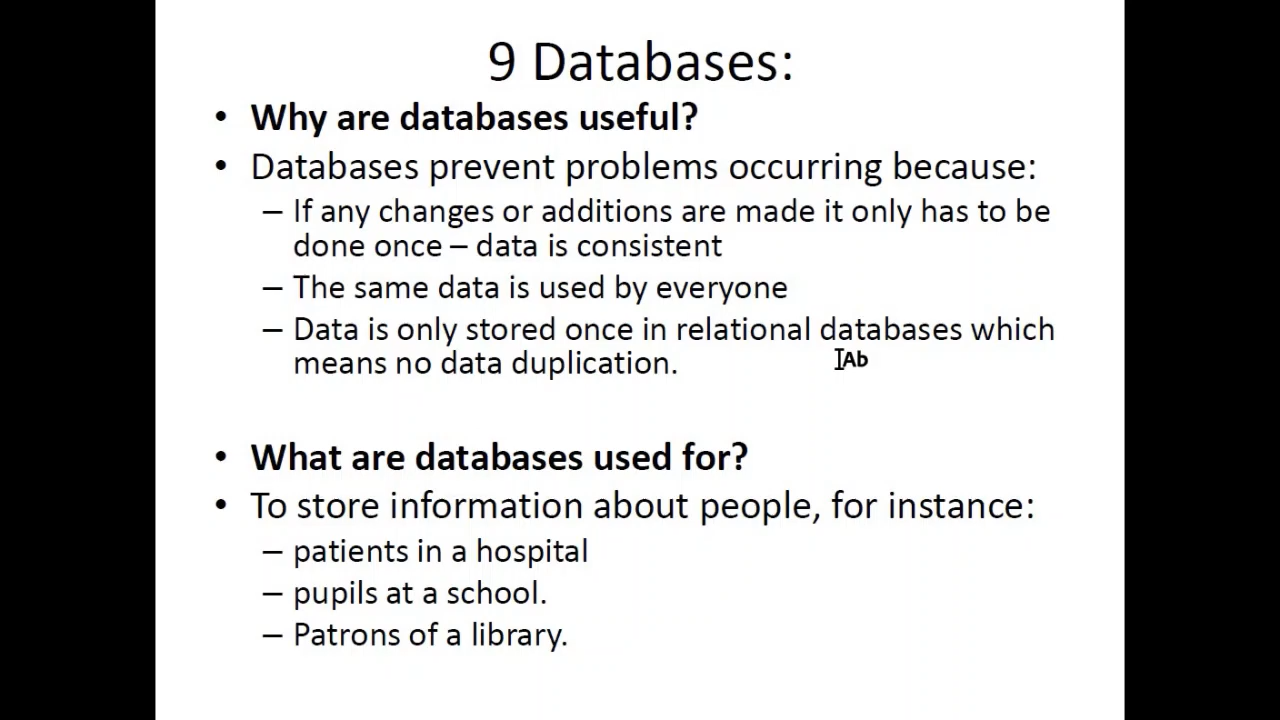 9 Databases:
• Why are databases useful?
• Databases prevent problems occurring because:
– If any changes or additions are made it only has to be
done once – data is consistent
– The same data is used by everyone
– Data is only stored once in relational databases which
means no data duplication.
Ab
• What are databases used for?
• To store information about people, for instance:
– patients in a hospital
– pupils at a school.
– Patrons of a library.